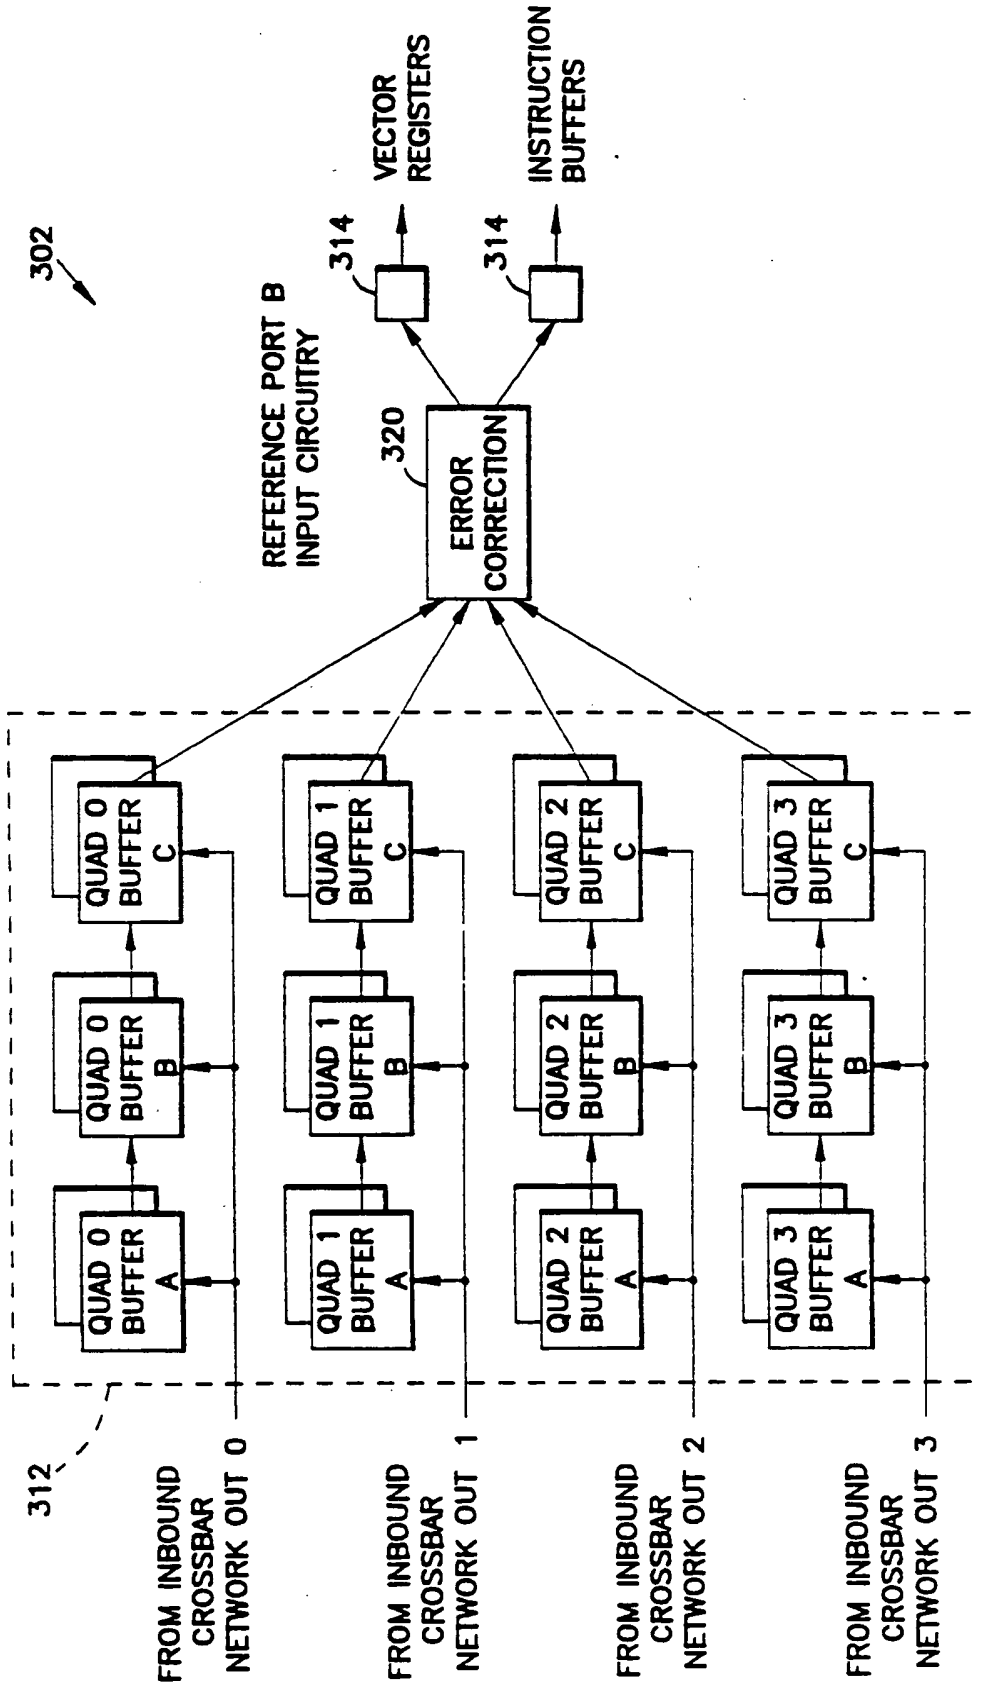 302
REFERENCE PORT B
INPUT CIRCUITRY
312
FROM INBOUND
CROSSBAR
NETWORK OUT 0
QUAD 0
BUFFER
A
QUAD 0
BUFFER
B
QUAD 0
BUFFER
C
FROM INBOUND
CROSSBAR
NETWORK OUT 1
QUAD 1
BUFFER
A
QUAD 1
BUFFER
B
QUAD 1
BUFFER
C
FROM INBOUND
CROSSBAR
NETWORK OUT 2
QUAD 2
BUFFER
A
QUAD 2
BUFFER
B
QUAD 2
BUFFER
C
FROM INBOUND
CROSSBAR
NETWORK OUT 3
QUAD 3
BUFFER
A
QUAD 3
BUFFER
B
QUAD 3
BUFFER
C
320
ERROR
CORRECTION
314
VECTOR
REGISTERS
314
INSTRUCTION
BUFFERS